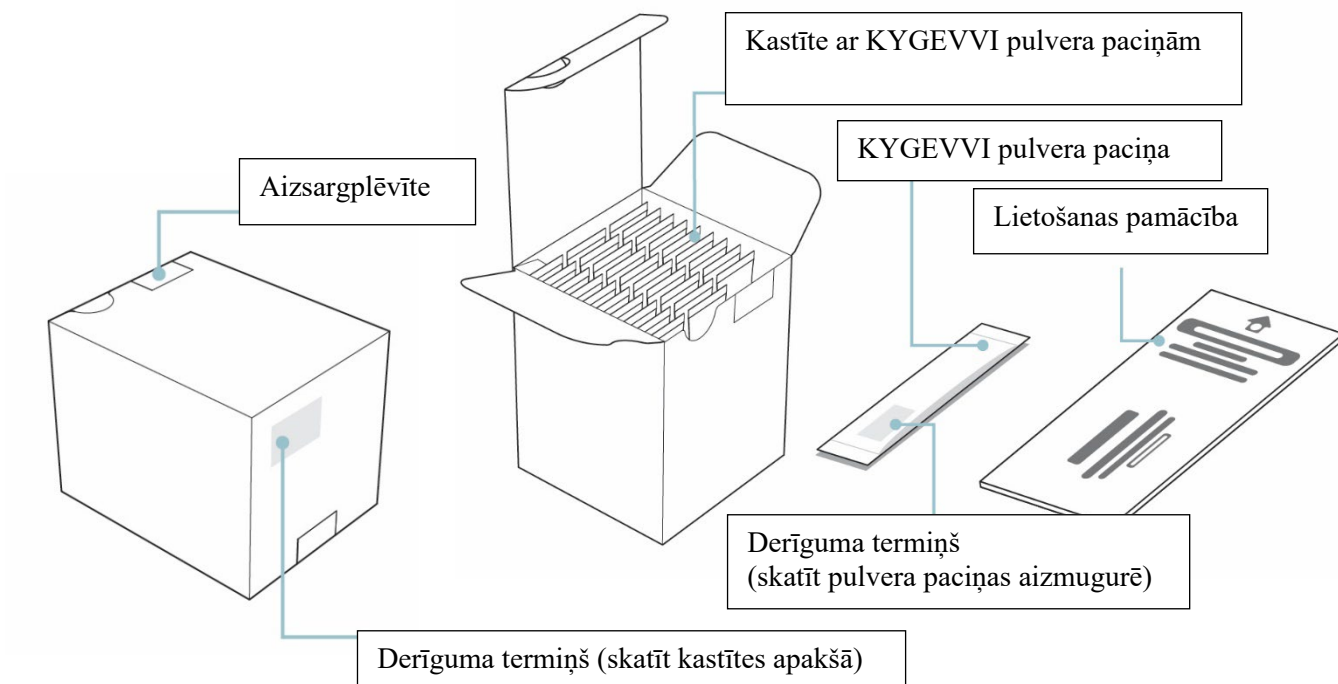 Kastīte ar KYGEVVI pulvera paciņām
KYGEVVI pulvera paciņa
Aizsargplēvīte
Lietošanas pamācība
Derīguma termiņš
(skatīt pulvera paciņas aizmugurē)
Derīguma termiņš (skatīt kastītes apakšā)